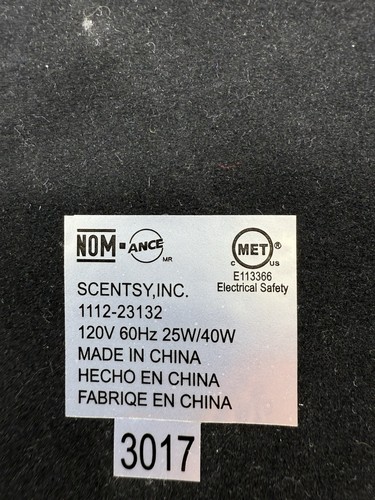 NOM-ANCE
MR
MET®
C US
E113366
Electrical Safety
SCENTSY,INC.
1112-23132
120V 60Hz 25W/40W
MADE IN CHINA
HECHO EN CHINA
FABRIQE EN CHINA
3017